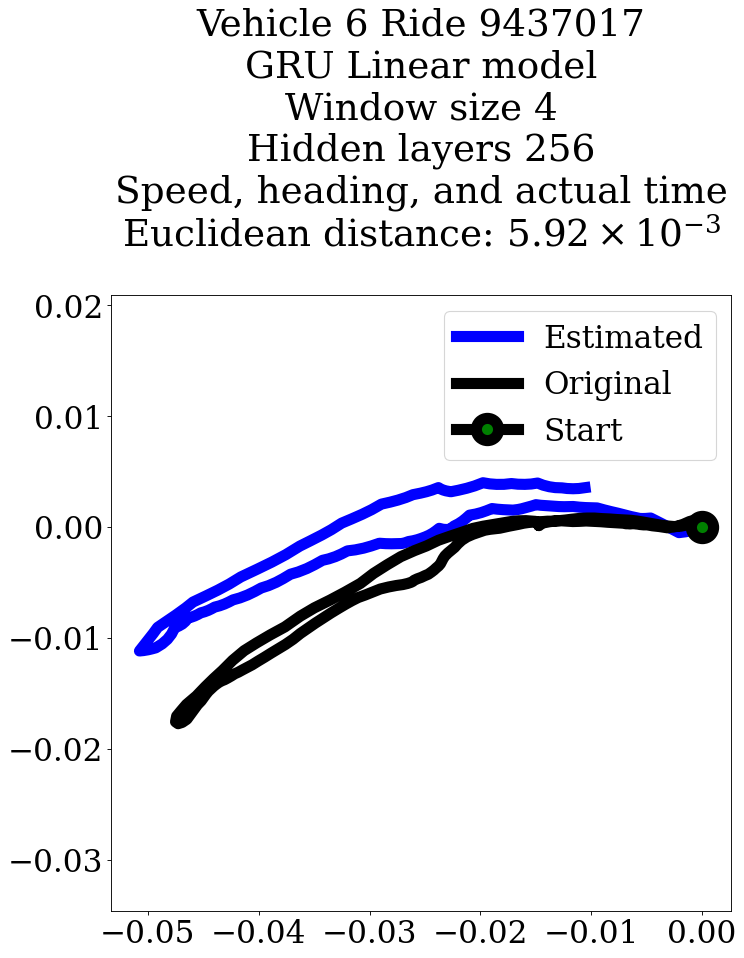 Vehicle 6 Ride 9437017
GRU Linear model
Window size 4
Hidden layers 256
Speed, heading, and actual time
Euclidean distance: 5.92 × 10⁻³
0.02
0.01
0.00
−0.01
−0.02
−0.03
Estimated
Original
Start
−0.05 −0.04 −0.03 −0.02 −0.01 0.00